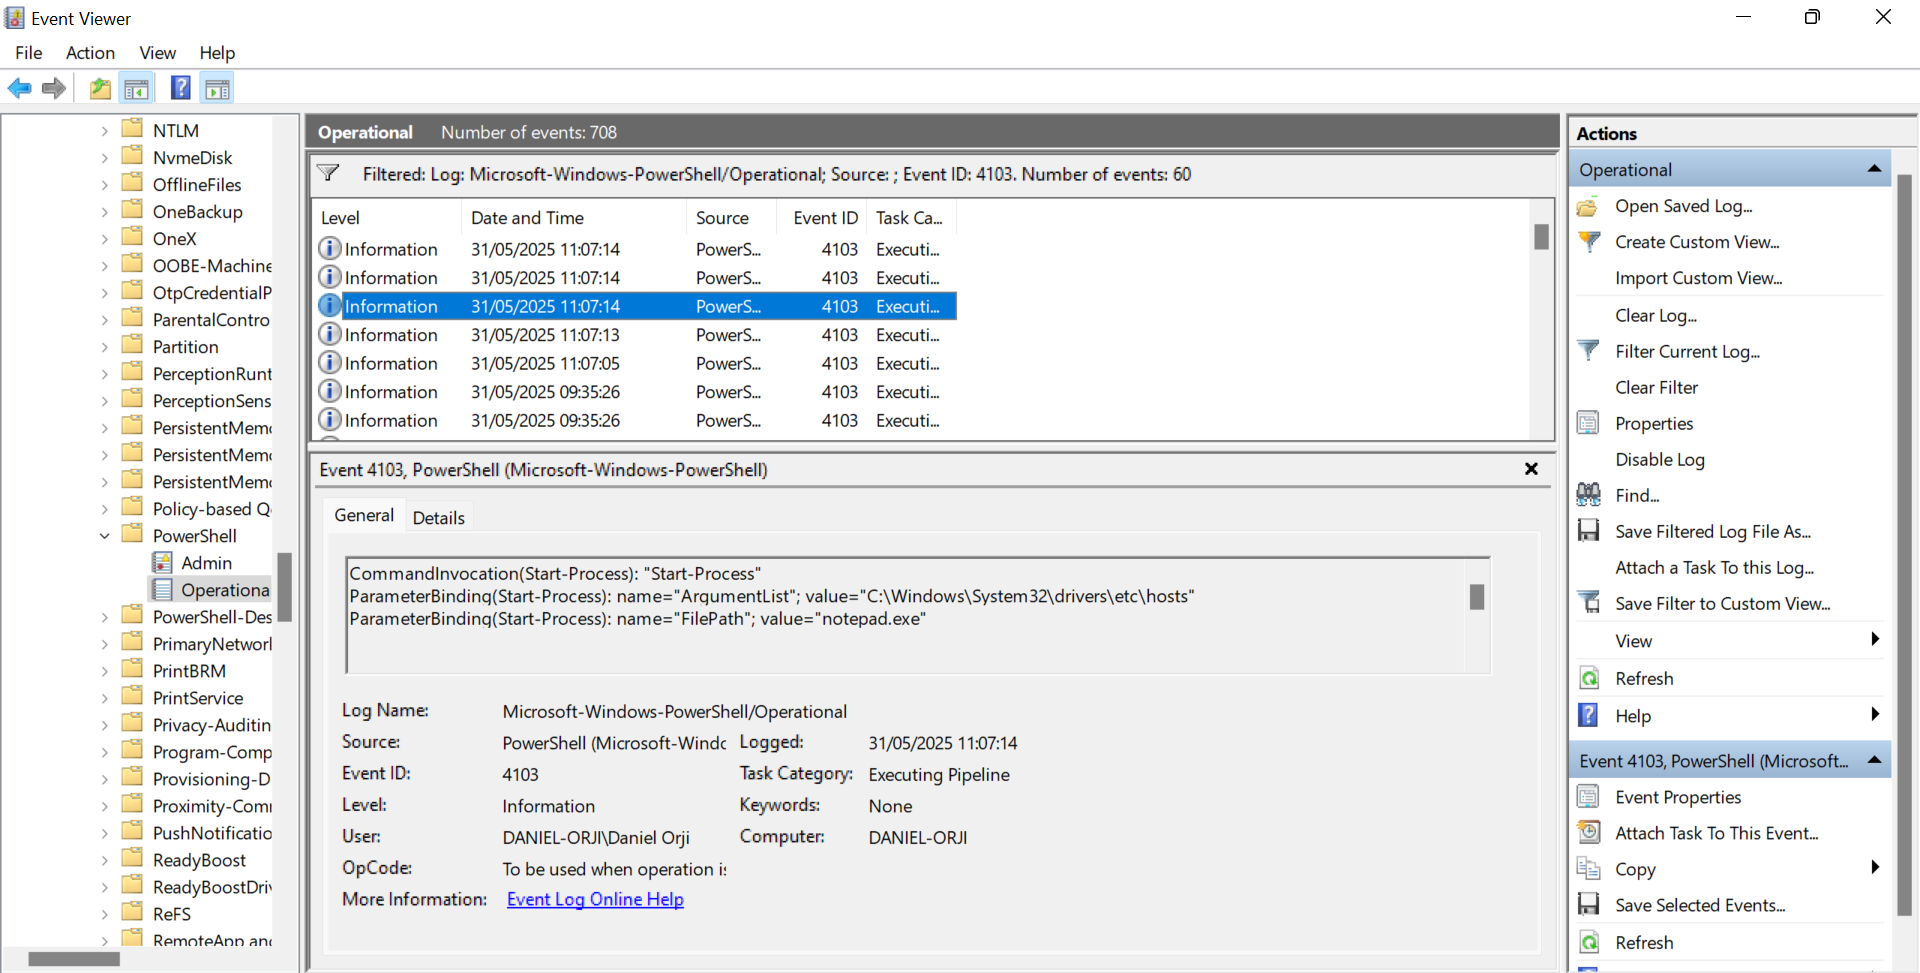 Event Viewer
File Action View Help
NTLM
NvmeDisk
OfflineFiles
OneBackup
OneX
OOBE-Machine
OtpCredentialP
ParentalContro
Partition
PerceptionRunt
PerceptionSens
PersistentMemo
PersistentMemo
PersistentMemo
Policy-based Q
PowerShell
Admin
Operationa
PowerShell-Des
PrimaryNetwork
PrintBRM
PrintService
Privacy-Auditin
Program-Comp
Provisioning-D
Proximity-Com
PushNotificatio
ReadyBoost
ReadyBoostDriv
ReFS
RemoteApp and
Operational Number of events: 708
Filtered: Log: Microsoft-Windows-PowerShell/Operational; Source: ; Event ID: 4103. Number of events: 60
Level Date and Time Source Event ID Task Ca...
Information 31/05/2025 11:07:14 PowerS... 4103 Executi...
Information 31/05/2025 11:07:14 PowerS... 4103 Executi...
Information 31/05/2025 11:07:14 PowerS... 4103 Executi...
Information 31/05/2025 11:07:13 PowerS... 4103 Executi...
Information 31/05/2025 11:07:05 PowerS... 4103 Executi...
Information 31/05/2025 09:35:26 PowerS... 4103 Executi...
Information 31/05/2025 09:35:26 PowerS... 4103 Executi...
Event 4103, PowerShell (Microsoft-Windows-PowerShell)
General Details
CommandInvocation(Start-Process): "Start-Process"
ParameterBinding(Start-Process): name="ArgumentList"; value="C:\Windows\System32\drivers\etc\hosts"
ParameterBinding(Start-Process): name="FilePath"; value="notepad.exe"
Log Name: Microsoft-Windows-PowerShell/Operational
Source: PowerShell (Microsoft-Windo Logged: 31/05/2025 11:07:14
Event ID: 4103 Task Category: Executing Pipeline
Level: Information Keywords: None
User: DANIEL-ORJI\Daniel Orji Computer: DANIEL-ORJI
OpCode: To be used when operation is
More Information: Event Log Online Help
Actions
Operational
Open Saved Log...
Create Custom View...
Import Custom View...
Clear Log...
Filter Current Log...
Clear Filter
Properties
Disable Log
Find...
Save Filtered Log File As...
Attach a Task To this Log...
Save Filter to Custom View...
View
Refresh
Help
Event 4103, PowerShell (Microsoft...
Event Properties
Attach Task To This Event...
Copy
Save Selected Events...
Refresh